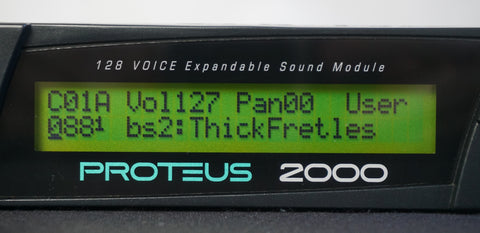 128 VOICE Expandable Sound Module
C01A Vol127 Pan00 User
088¹ bs2:ThickFretles
PROTEUS 2000